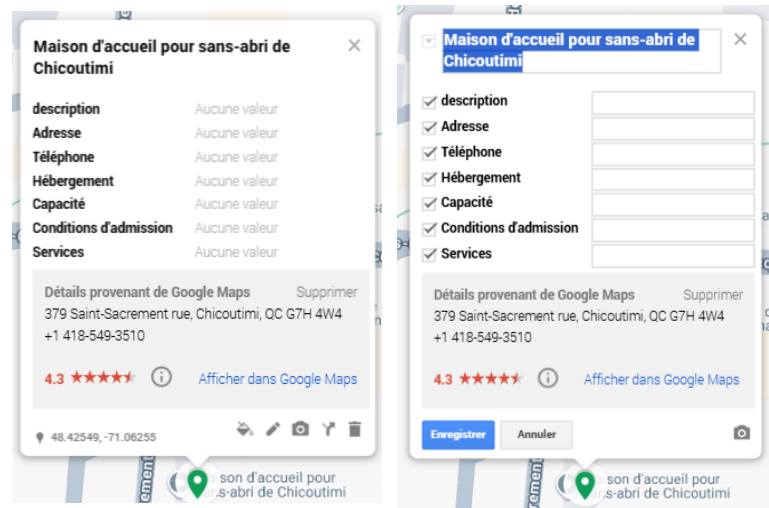 Maison d'accueil pour sans-abri de
Chicoutimi
description Aucune valeur
Adresse Aucune valeur
Téléphone Aucune valeur
Hébergement Aucune valeur
Capacité Aucune valeur
Conditions d'admission Aucune valeur
Services Aucune valeur
Détails provenant de Google Maps Supprimer
379 Saint-Sacrement rue, Chicoutimi, QC G7H 4W4
+1 418-549-3510
4.3 Afficher dans Google Maps
48.42549, -71.06255
son d'accueil pour
s-abri de Chicoutimi
Maison d'accueil pour sans-abri de
Chicoutimi
description
Adresse
Téléphone
Hébergement
Capacité
Conditions d'admission
Services
Détails provenant de Google Maps Supprimer
379 Saint-Sacrement rue, Chicoutimi, QC G7H 4W4
+1 418-549-3510
4.3 Afficher dans Google Maps
Enregistrer Annuler
son d'accueil pour
s-abri de Chicoutimi